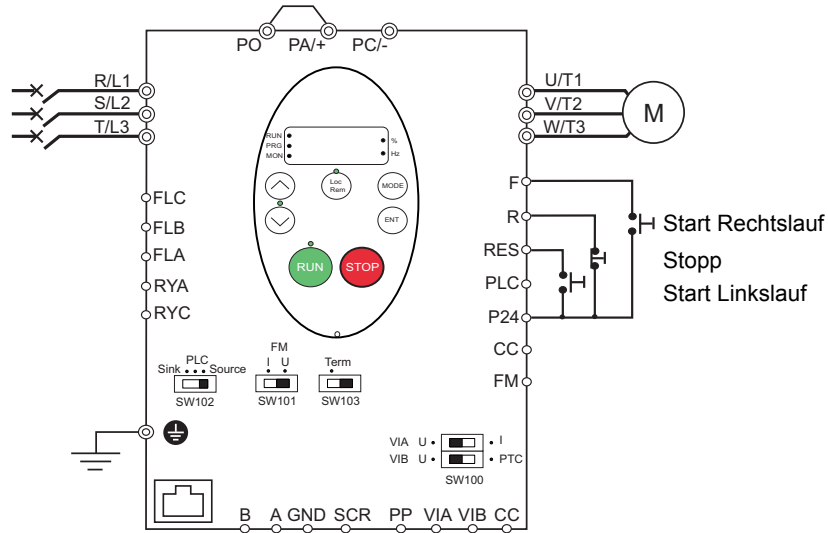 PO PA/+ PC/-
R/L1
S/L2
T/L3
U/T1
V/T2
W/T3
M
RUN
PRG
MON
%
Hz
Loc
Rem
MODE
ENT
RUN
STOP
FLC
FLB
FLA
RYA
RYC
F
R
RES
PLC
P24
CC
FM
Start Rechtslauf
Stopp
Start Linkslauf
PLC
Sink Source
SW102
FM
I U
SW101
Term
SW103
VIA U I
VIB U PTC
SW100
B A GND SCR PP VIA VIB CC